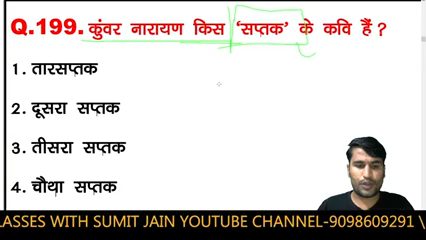 Q.199. कुंवर नारायण किस 'सप्तक' के कवि हैं ?
1. तारसप्तक
2. दूसरा सप्तक
3. तीसरा सप्तक
4. चौथा सप्तक
LASSES WITH SUMIT JAIN YOUTUBE CHANNEL-9098609291 \